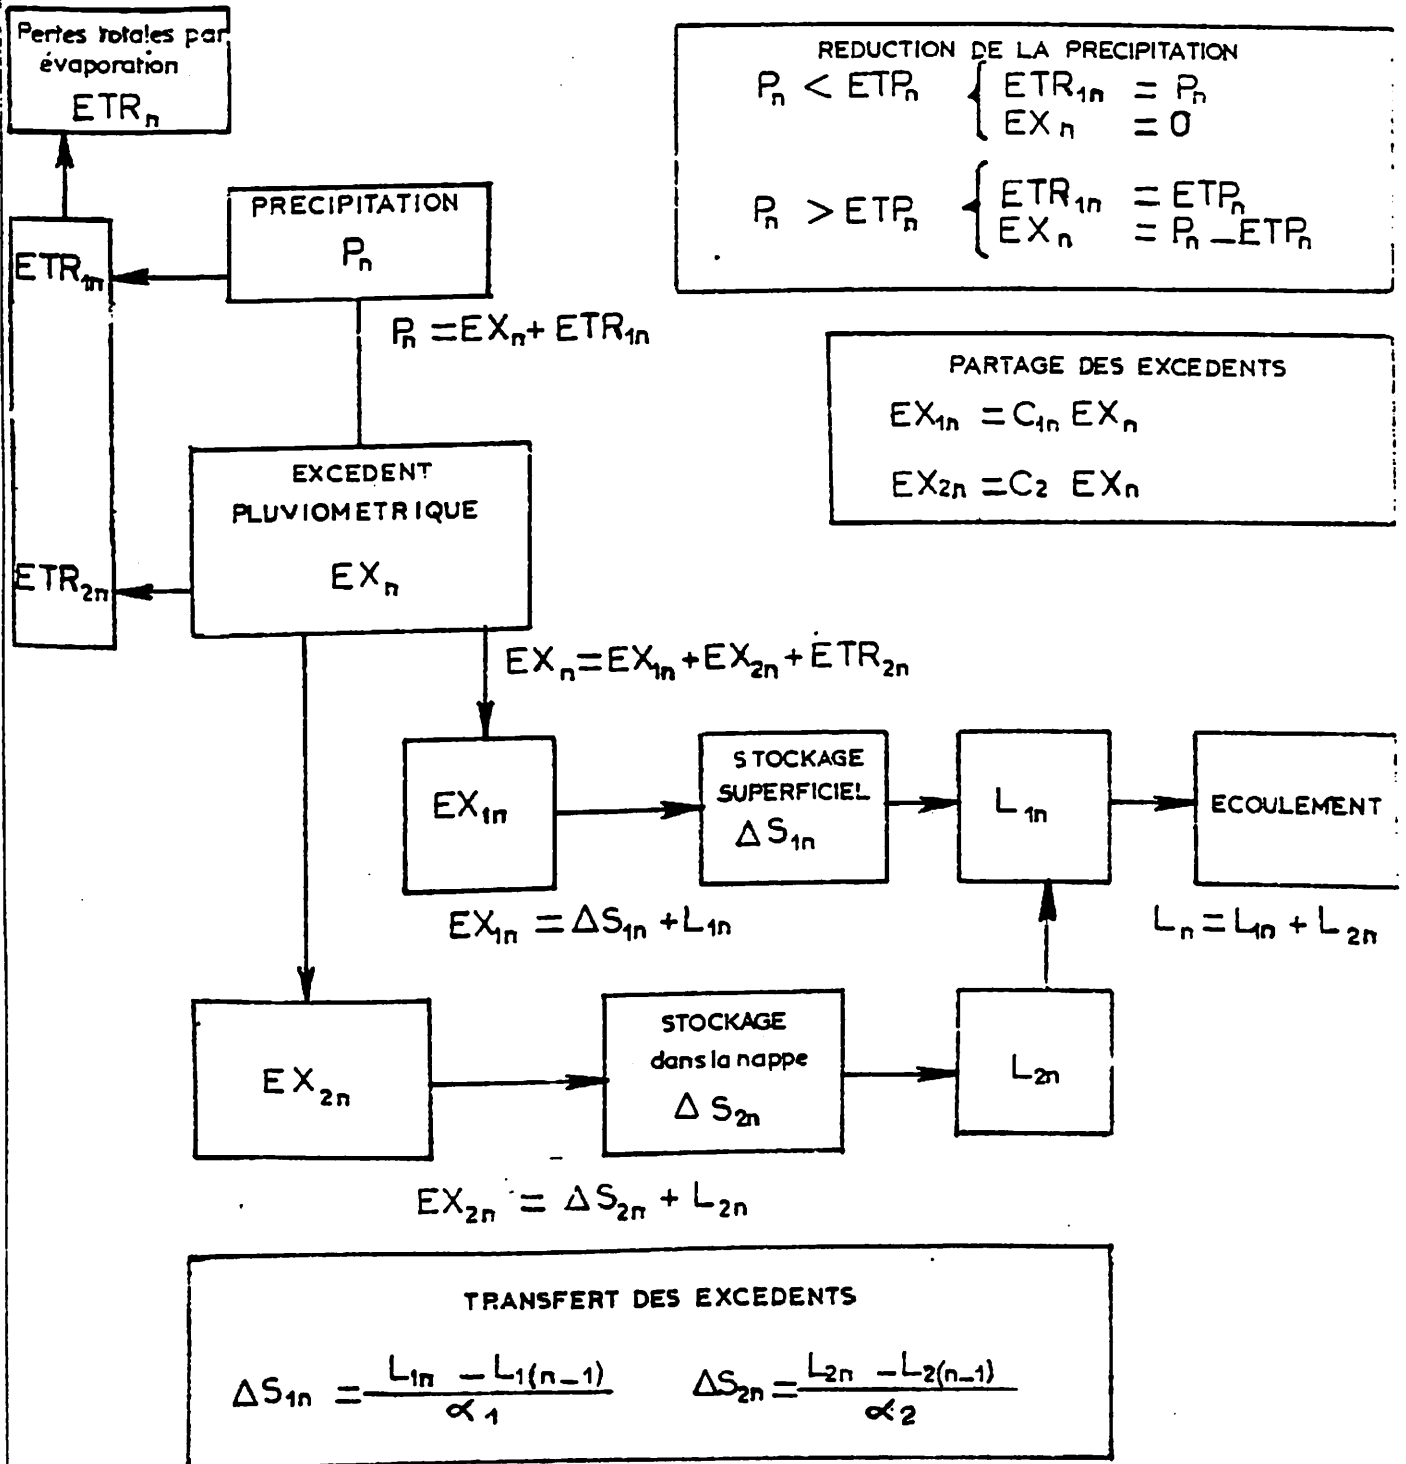 Pertes totales par
évaporation
ETRₙ
REDUCTION DE LA PRECIPITATION
Pₙ < ETPₙ { ETR₁ₙ = Pₙ
EXₙ = 0
Pₙ > ETPₙ { ETR₁ₙ = ETPₙ
EXₙ = Pₙ – ETPₙ
PRECIPITATION
Pₙ
ETR₁ₙ
Pₙ = EXₙ + ETR₁ₙ
PARTAGE DES EXCEDENTS
EX₁ₙ = C₁ₙ EXₙ
EX₂ₙ = C₂ EXₙ
EXCEDENT
PLUVIOMETRIQUE
EXₙ
ETR₂ₙ
EXₙ = EX₁ₙ + EX₂ₙ + ETR₂ₙ
EX₁ₙ
STOCKAGE
SUPERFICIEL
Δ S₁ₙ
L₁ₙ
ECOULEMENT
EX₁ₙ = ΔS₁ₙ + L₁ₙ
Lₙ = L₁ₙ + L₂ₙ
EX₂ₙ
STOCKAGE
dans la nappe
Δ S₂ₙ
L₂ₙ
EX₂ₙ = ΔS₂ₙ + L₂ₙ
TRANSFERT DES EXCEDENTS
ΔS₁ₙ = (L₁ₙ – L₁₍ₙ₋₁₎) / α₁
ΔS₂ₙ = (L₂ₙ – L₂₍ₙ₋₁₎) / α₂